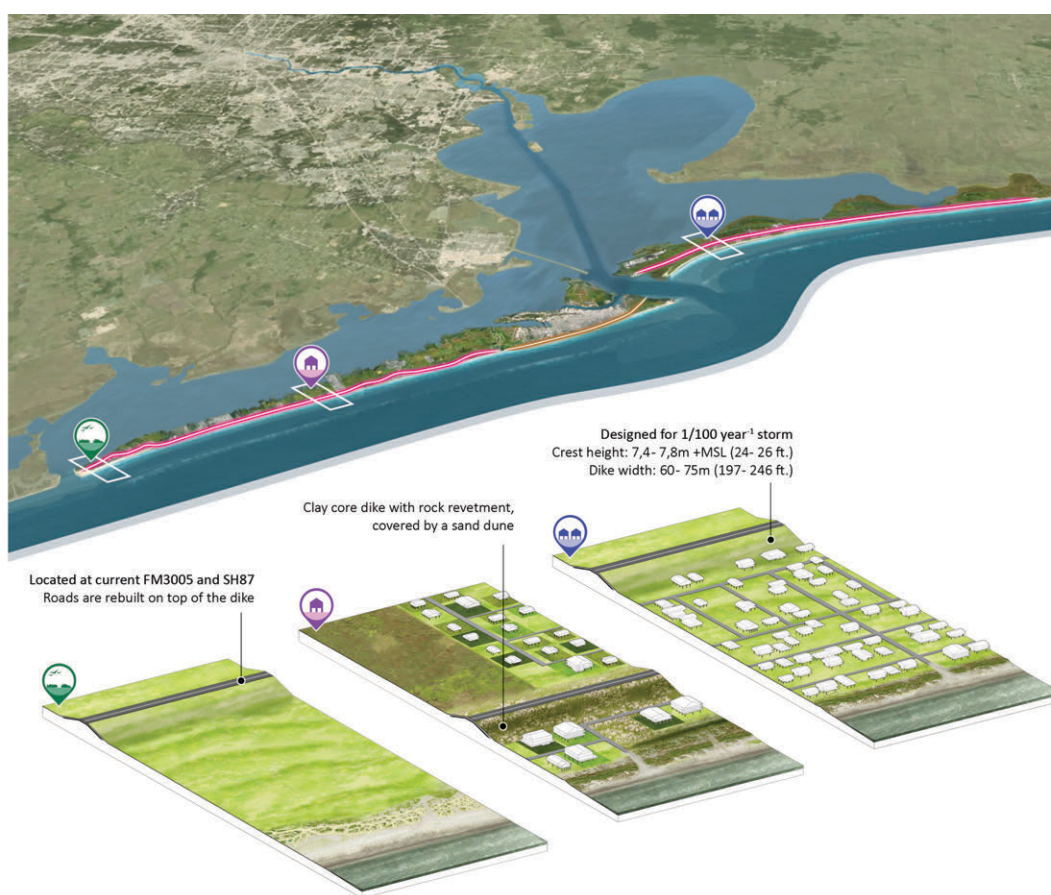 Designed for 1/100 year⁻¹ storm
Crest height: 7,4- 7,8m +MSL (24- 26 ft.)
Dike width: 60- 75m (197- 246 ft.)
Clay core dike with rock revetment,
covered by a sand dune
Located at current FM3005 and SH87
Roads are rebuilt on top of the dike